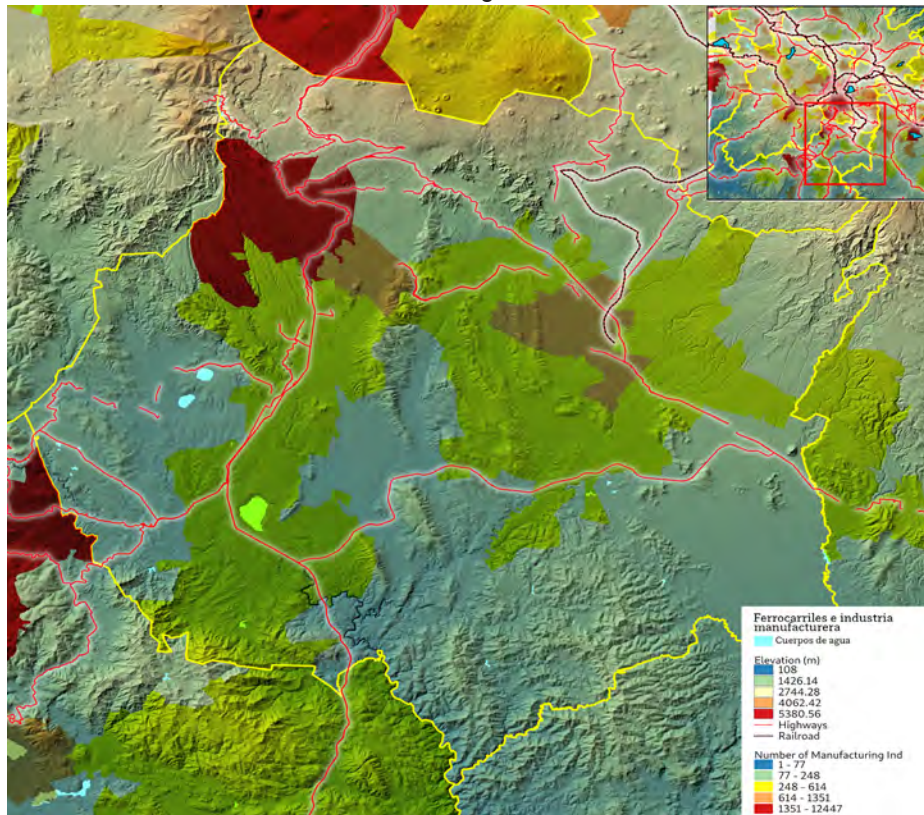 Ferrocarriles e industria
manufacturera
Cuerpos de agua
Elevation (m)
108
1426.14
2744.28
4062.42
5380.56
Highways
Railroad
Number of Manufacturing Ind
1 - 77
77 - 248
248 - 614
614 - 1351
1351 - 12447